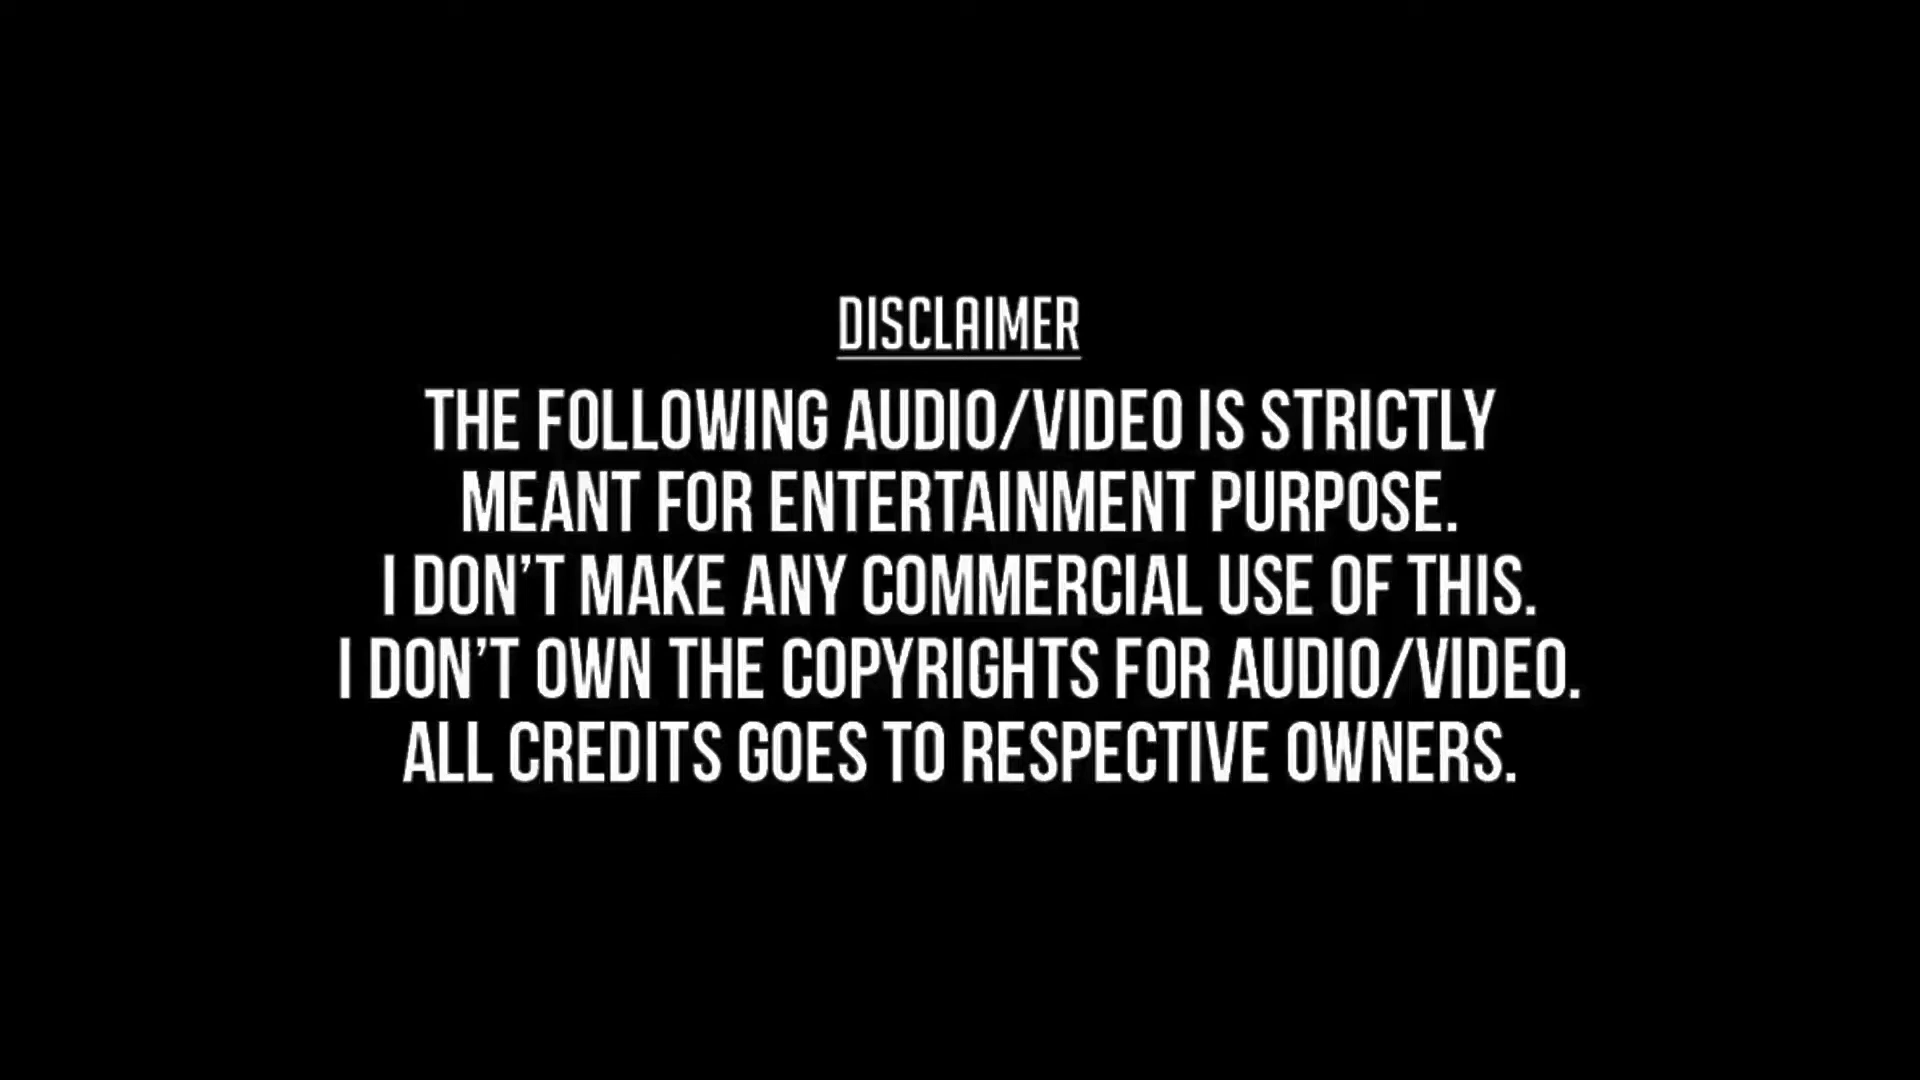 DISCLAIMER
THE FOLLOWING AUDIO/VIDEO IS STRICTLY
MEANT FOR ENTERTAINMENT PURPOSE.
I DON’T MAKE ANY COMMERCIAL USE OF THIS.
I DON’T OWN THE COPYRIGHTS FOR AUDIO/VIDEO.
ALL CREDITS GOES TO RESPECTIVE OWNERS.